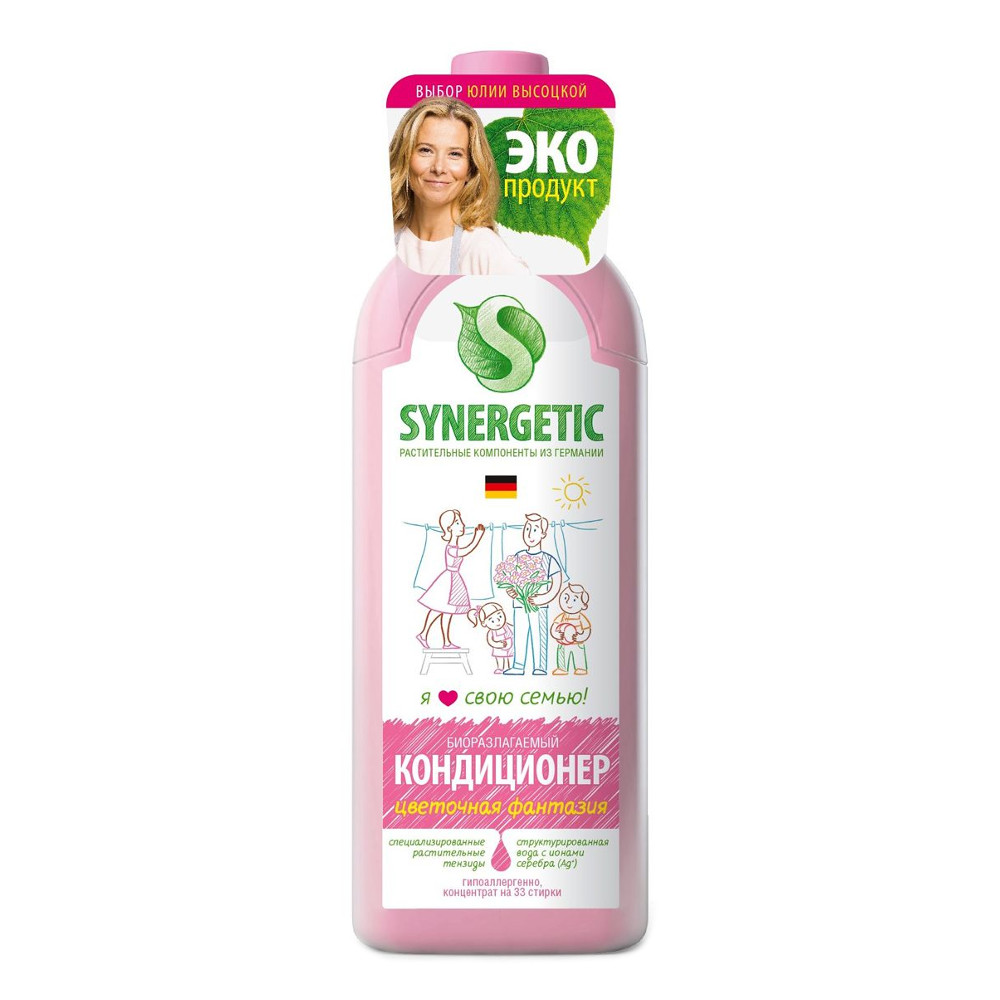 ВЫБОР ЮЛИИ ВЫСОЦКОЙ
ЭКО
продукт
SYNERGETIC
РАСТИТЕЛЬНЫЕ КОМПОНЕНТЫ ИЗ ГЕРМАНИИ
я ♥ свою семью!
БИОРАЗЛАГАЕМЫЙ
КОНДИЦИОНЕР
цветочная фантазия
специализированные
растительные
тензиды
структурированная
вода с ионами
серебра (Ag⁺)
гипоаллергенно,
концентрат на 33 стирки